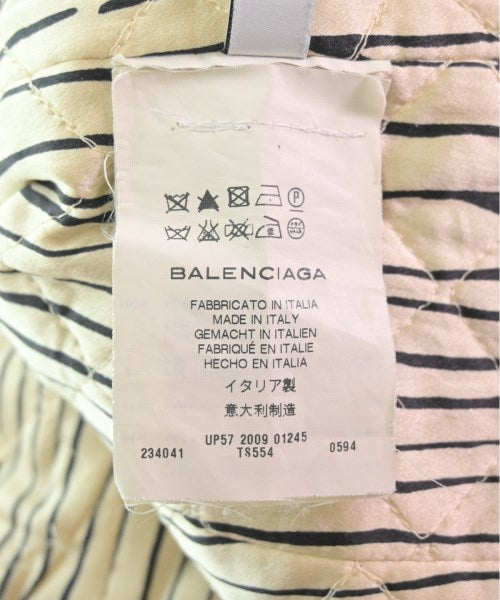 BALENCIAGA
FABBRICATO IN ITALIA
MADE IN ITALY
GEMACHT IN ITALIEN
FABRIQUÉ EN ITALIE
HECHO EN ITALIA
イタリア製
意大利制造
UP57 2009 01245
234041 TS554 0594